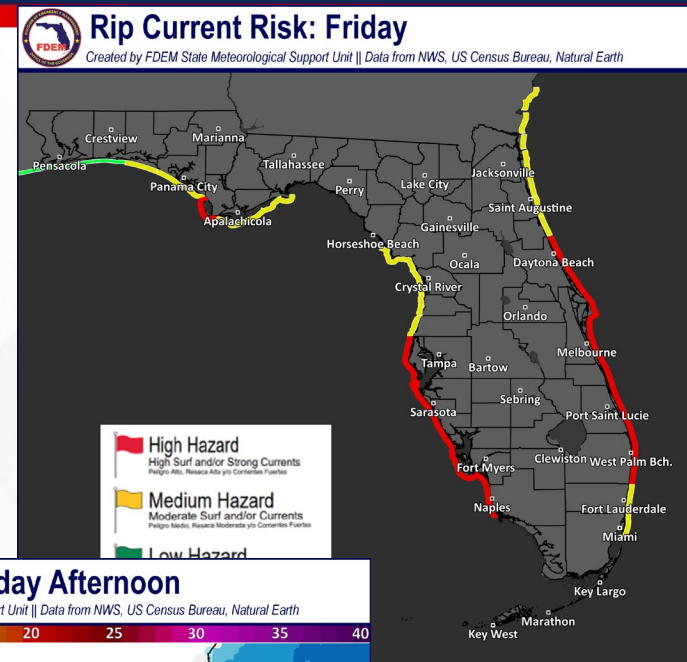 Rip Current Risk: Friday
Created by FDEM State Meteorological Support Unit || Data from NWS, US Census Bureau, Natural Earth
FDEM
Crestview
Marianna
Pensacola
Tallahassee
Panama City
Perry
Lake City
Jacksonville
Apalachicola
Saint Augustine
Gainesville
Horseshoe Beach
Ocala
Daytona Beach
Crystal River
Orlando
Tampa
Bartow
Melbourne
Sebring
Sarasota
Port Saint Lucie
Fort Myers
Clewiston
West Palm Bch.
Naples
Fort Lauderdale
Miami
Key Largo
Marathon
Key West
High Hazard
High Surf and/or Strong Currents
Peligro Alto, Resaca Alta y/o Corrientes Fuertes
Medium Hazard
Moderate Surf and/or Currents
Peligro Medio, Resaca Moderada y/o Corrientes Fuertes
Low Hazard
day Afternoon
rt Unit || Data from NWS, US Census Bureau, Natural Earth
20 25 30 35 40